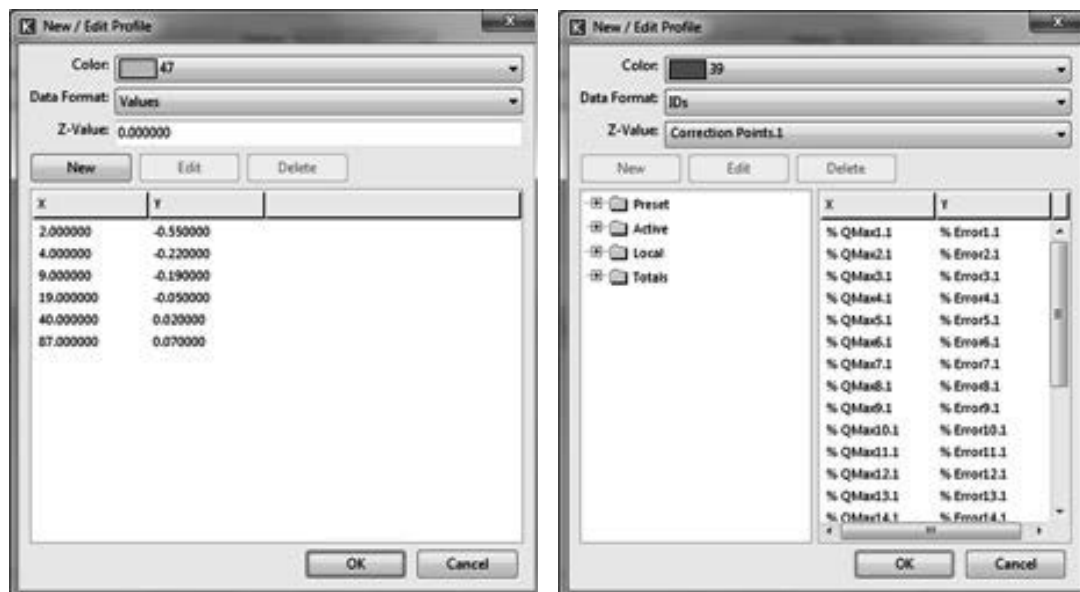 New / Edit Profile
Color: 47
Data Format: Values
Z-Value: 0.000000
New Edit Delete
X Y
2.000000 -0.550000
4.000000 -0.220000
9.000000 -0.190000
19.000000 -0.050000
40.000000 0.020000
87.000000 0.070000
OK Cancel
New / Edit Profile
Color: 39
Data Format: IDs
Z-Value: Correction Points.1
New Edit Delete
Preset
Active
Local
Totals
X Y
% QMax1.1 % Error1.1
% QMax2.1 % Error2.1
% QMax3.1 % Error3.1
% QMax4.1 % Error4.1
% QMax5.1 % Error5.1
% QMax6.1 % Error6.1
% QMax7.1 % Error7.1
% QMax8.1 % Error8.1
% QMax9.1 % Error9.1
% QMax10.1 % Error10.1
% QMax11.1 % Error11.1
% QMax12.1 % Error12.1
% QMax13.1 % Error13.1
% QMax14.1 % Error14.1
OK Cancel